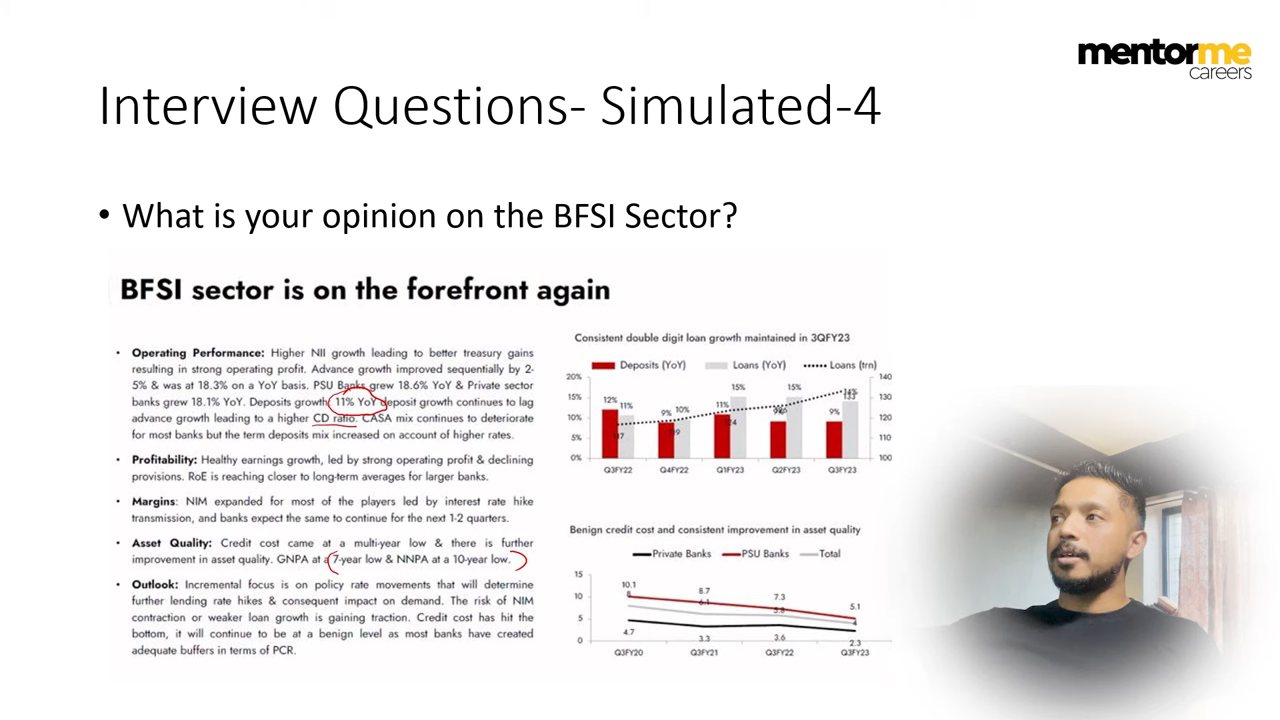 mentorme
careers
Interview Questions- Simulated-4
• What is your opinion on the BFSI Sector?
BFSI sector is on the forefront again
• Operating Performance: Higher NII growth leading to better treasury gains
resulting in strong operating profit. Advance growth improved sequentially by 2-
5% & was at 18.3% on a YoY basis. PSU Banks grew 18.6% YoY & Private sector
banks grew 18.1% YoY. Deposits growth 11% YoY deposit growth continues to lag
advance growth leading to a higher CD ratio. CASA mix continues to deteriorate
for most banks but the term deposits mix increased on account of higher rates.
• Profitability: Healthy earnings growth, led by strong operating profit & declining
provisions. RoE is reaching closer to long-term averages for larger banks.
• Margins: NIM expanded for most of the players led by interest rate hike
transmission, and banks expect the same to continue for the next 1-2 quarters.
• Asset Quality: Credit cost came at a multi-year low & there is further
improvement in asset quality. GNPA at a 7-year low & NNPA at a 10-year low.
• Outlook: Incremental focus is on policy rate movements that will determine
further lending rate hikes & consequent impact on demand. The risk of NIM
contraction or weaker loan growth is gaining traction. Credit cost has hit the
bottom, it will continue to be at a benign level as most banks have created
adequate buffers in terms of PCR.
Consistent double digit loan growth maintained in 3QFY23
Deposits (YoY) Loans (YoY) Loans (trn)
20% 140
15% 130
10% 120
5% 110
0% 100
12% 11% 9% 10% 11% 15% 15% 9% 14%
133
Q3FY22 Q4FY22 Q1FY23 Q2FY23 Q3FY23
Benign credit cost and consistent improvement in asset quality
Private Banks PSU Banks Total
15
10
5
0
10.1 8.7 7.3 5.1
8 6.1 5.8 4
4.7 3.3 3.6 2.3
Q3FY20 Q3FY21 Q3FY22 Q3FY23